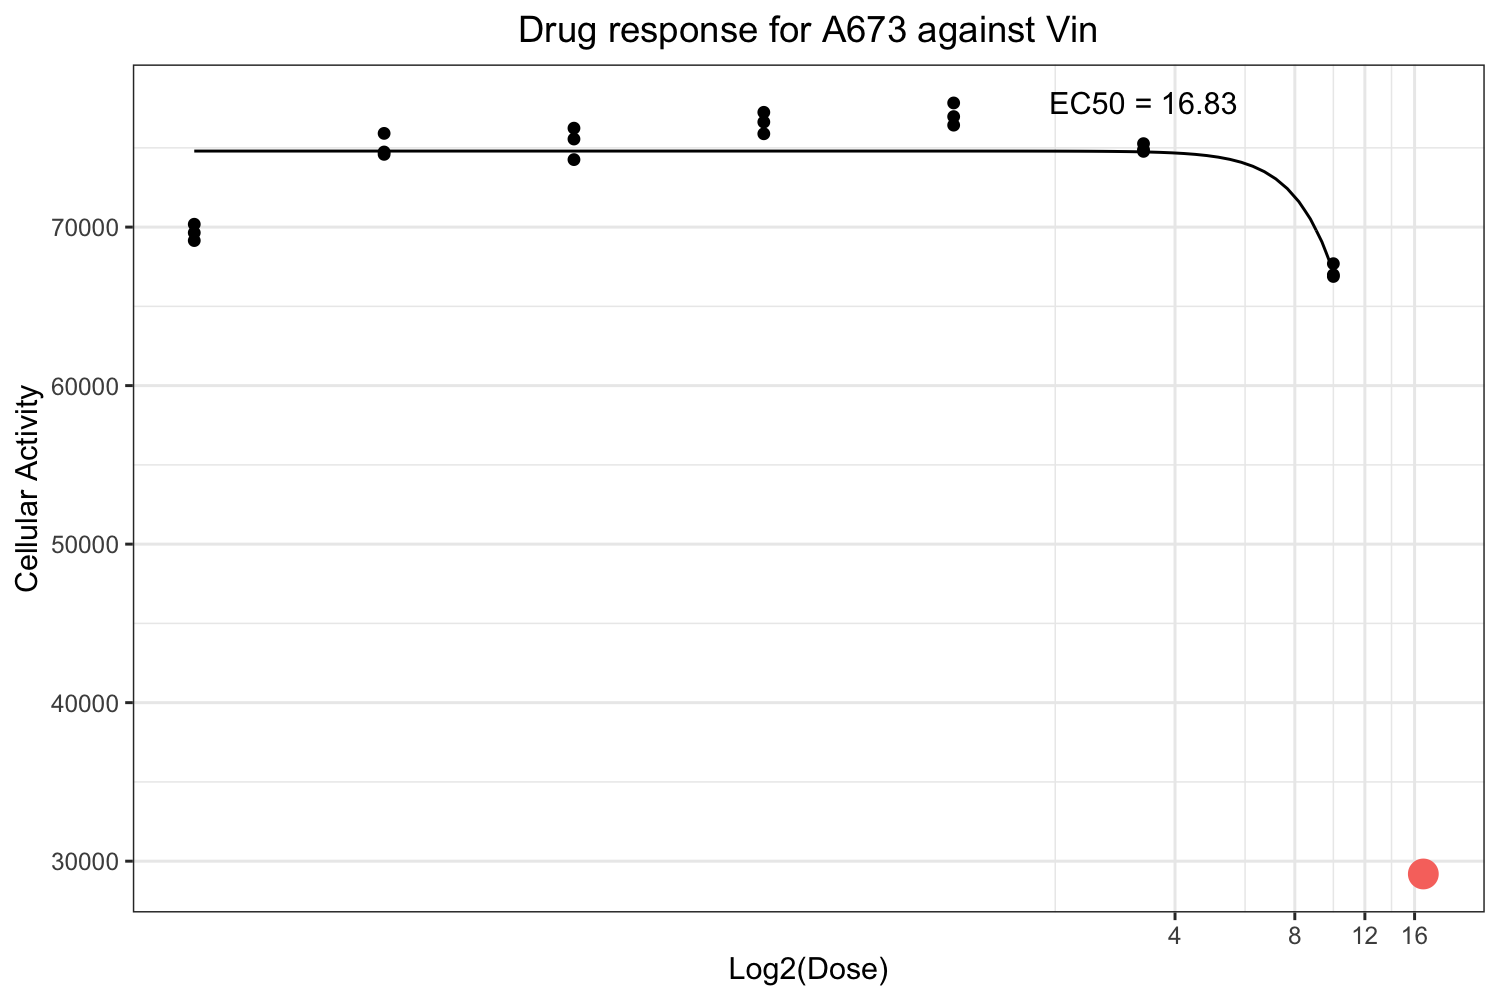 Drug response for A673 against Vin
EC50 = 16.83
70000
60000
50000
40000
30000
Cellular Activity
4 8 12 16
Log2(Dose)